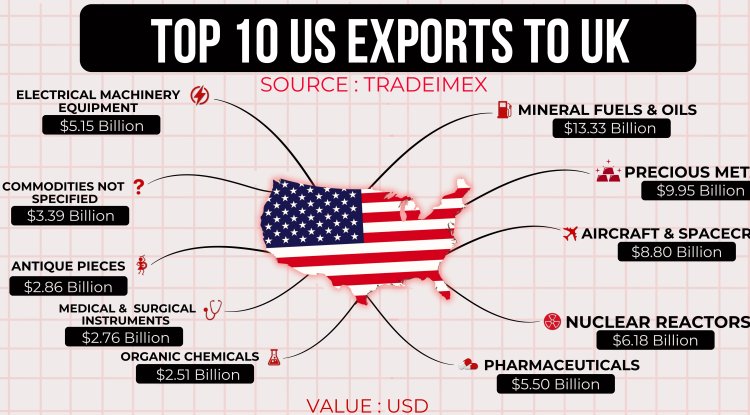 TOP 10 US EXPORTS TO UK
SOURCE : TRADEIMEX
ELECTRICAL MACHINERY
EQUIPMENT
$5.15 Billion
COMMODITIES NOT
SPECIFIED
$3.39 Billion
ANTIQUE PIECES
$2.86 Billion
MEDICAL & SURGICAL
INSTRUMENTS
$2.76 Billion
ORGANIC CHEMICALS
$2.51 Billion
MINERAL FUELS & OILS
$13.33 Billion
PRECIOUS MET
$9.95 Billion
AIRCRAFT & SPACECR
$8.80 Billion
NUCLEAR REACTORS
$6.18 Billion
PHARMACEUTICALS
$5.50 Billion
VALUE : USD